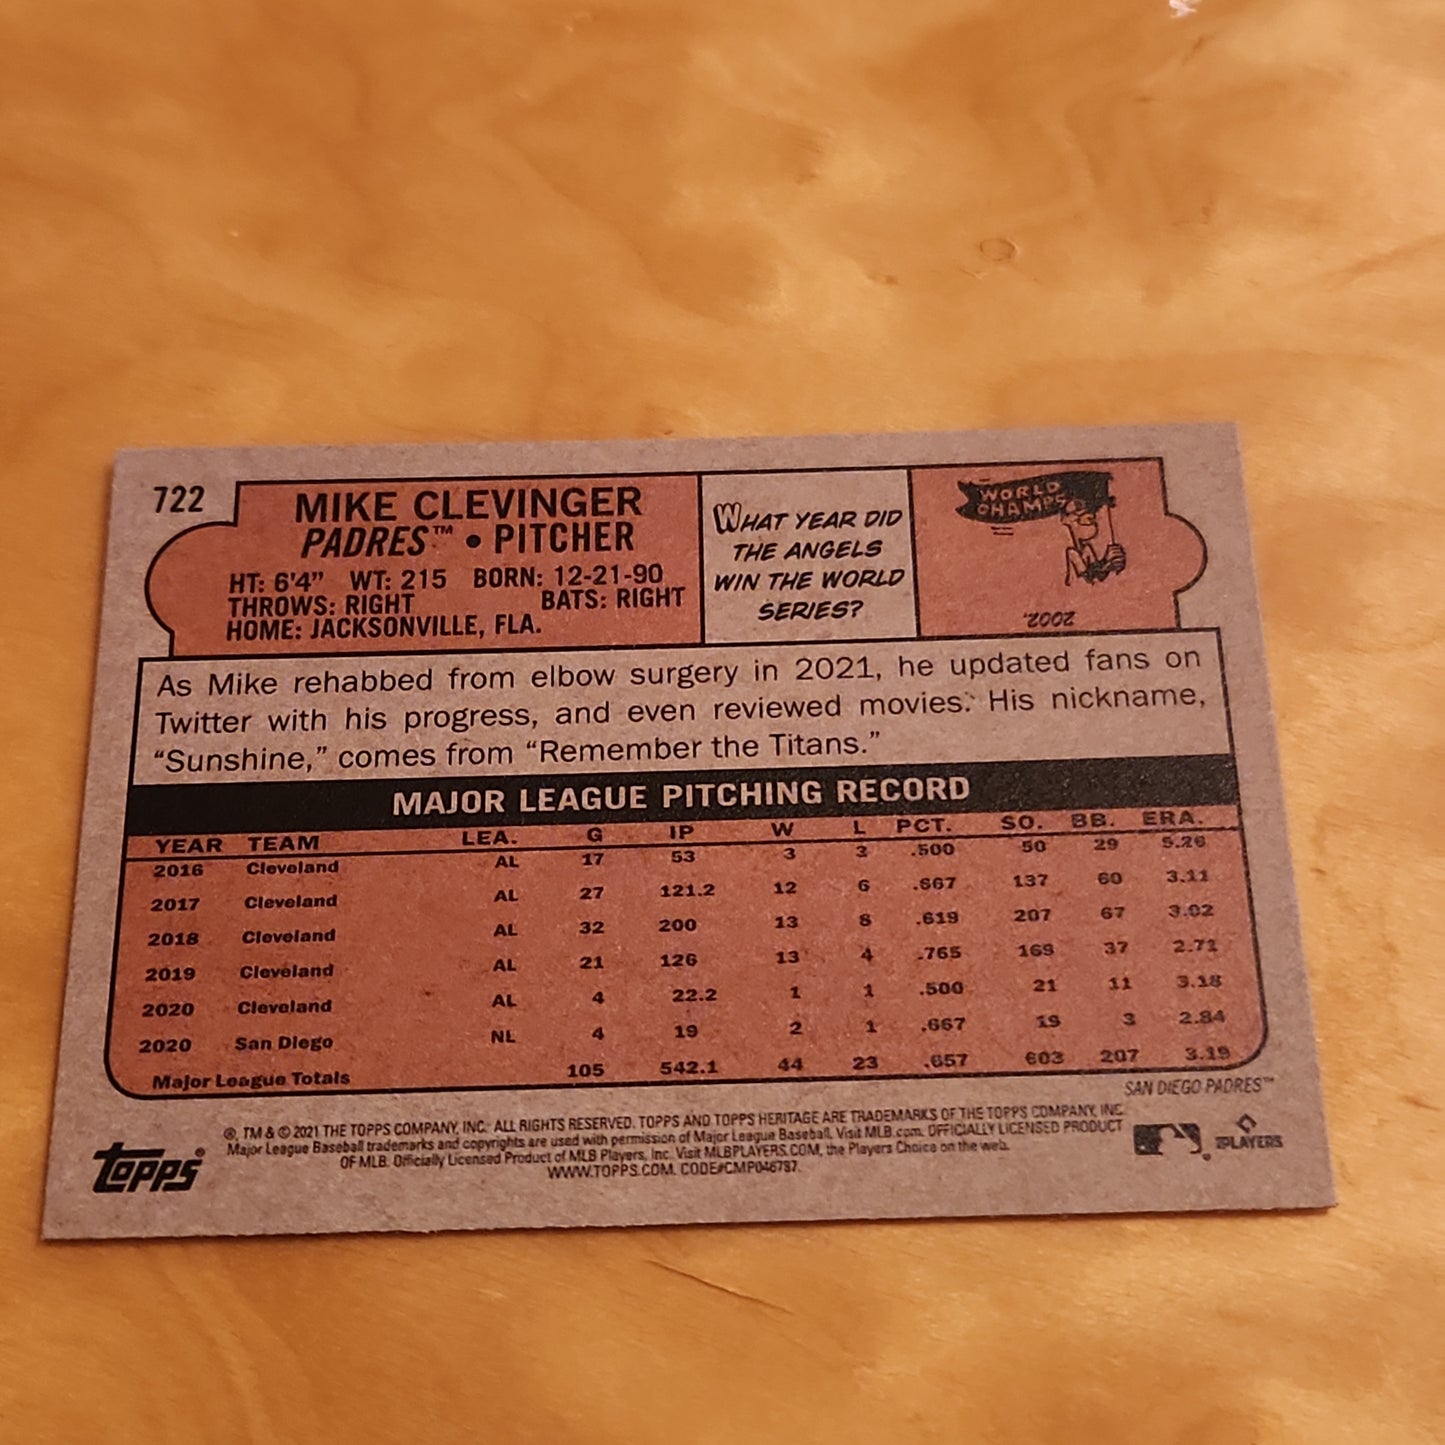 722
MIKE CLEVINGER
PADRES™ • PITCHER
HT: 6'4" WT: 215 BORN: 12-21-90
THROWS: RIGHT BATS: RIGHT
HOME: JACKSONVILLE, FLA.
WHAT YEAR DID
THE ANGELS
WIN THE WORLD
SERIES?
WORLD
CHAMPS
2002.
As Mike rehabbed from elbow surgery in 2021, he updated fans on
Twitter with his progress, and even reviewed movies. His nickname,
“Sunshine,” comes from “Remember the Titans.”
MAJOR LEAGUE PITCHING RECORD
YEAR TEAM LEA. G IP W L PCT. SO. BB. ERA.
2016 Cleveland AL 17 53 3 3 .500 50 29 5.26
2017 Cleveland AL 27 121.2 12 6 .667 137 60 3.11
2018 Cleveland AL 32 200 13 8 .619 207 67 3.02
2019 Cleveland AL 21 126 13 4 .765 169 37 2.71
2020 Cleveland AL 4 22.2 1 1 .500 21 11 3.18
2020 San Diego NL 4 19 2 1 .667 19 3 2.84
Major League Totals 105 542.1 44 23 .657 603 207 3.19
SAN DIEGO PADRES™
®, TM & © 2021 THE TOPPS COMPANY, INC. ALL RIGHTS RESERVED. TOPPS AND TOPPS HERITAGE ARE TRADEMARKS OF THE TOPPS COMPANY, INC.
Major League Baseball trademarks and copyrights are used with permission of Major League Baseball. Visit MLB.com. OFFICIALLY LICENSED PRODUCT
OF MLB. Officially Licensed Product of MLB Players, Inc. Visit MLBPLAYERS.COM, the Players Choice on the web.
WWW.TOPPS.COM. CODE#CMP046787.
topps®
PLAYERS